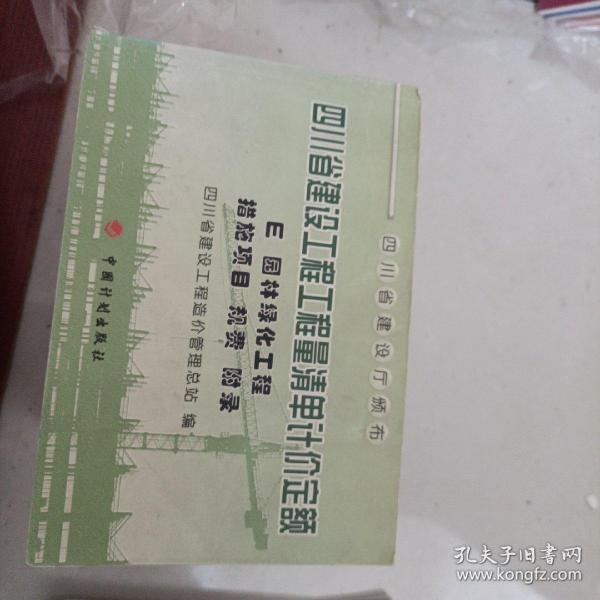 四川省建设厅颁布
四川省建设工程工程量清单计价定额
E 园林绿化工程
措施项目 规费 附录
四川省建设工程造价管理总站 编
中国计划出版社
孔夫子旧书网
www.kongfz.com